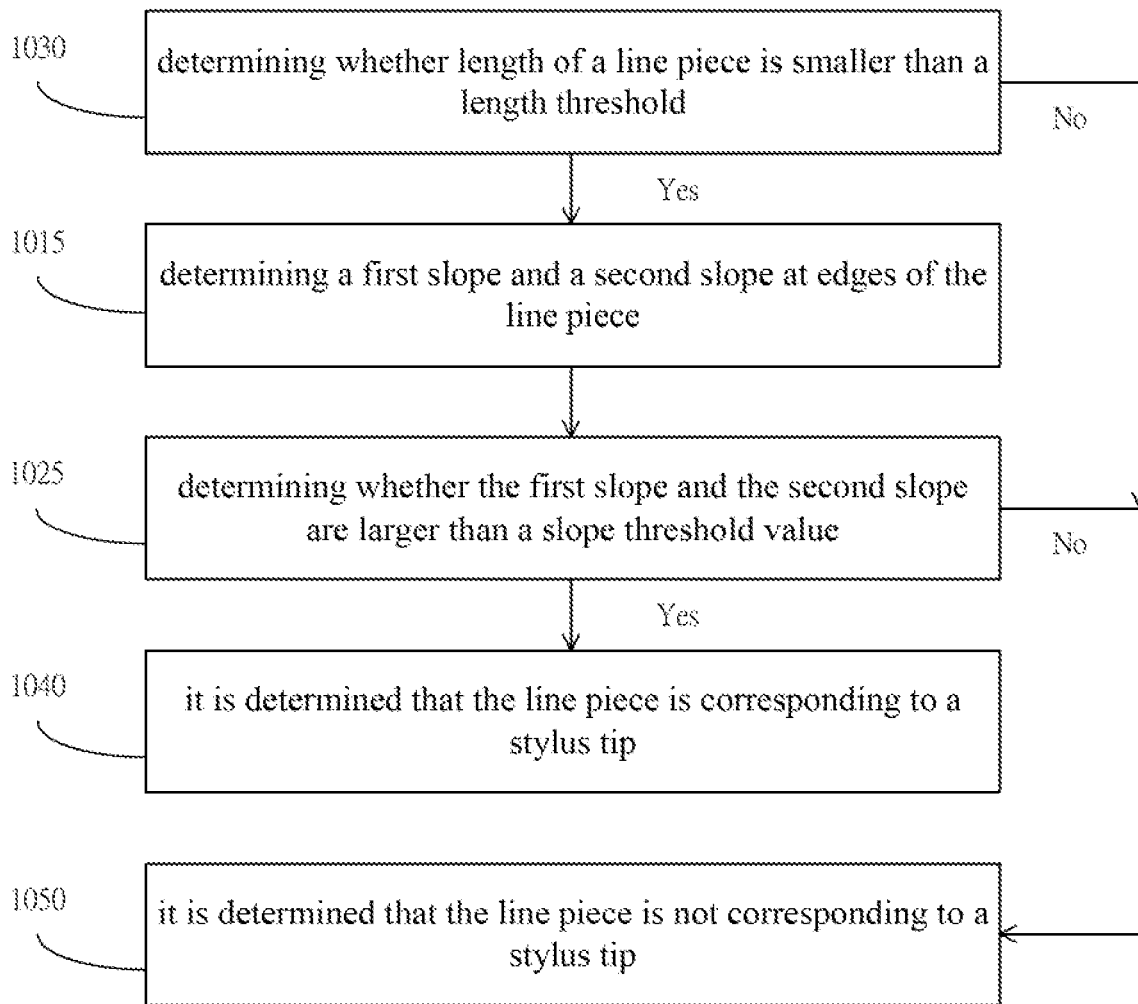 1030
determining whether length of a line piece is smaller than a
length threshold
No
Yes
1015
determining a first slope and a second slope at edges of the
line piece
1025
determining whether the first slope and the second slope
are larger than a slope threshold value
No
Yes
1040
it is determined that the line piece is corresponding to a
stylus tip
1050
it is determined that the line piece is not corresponding to a
stylus tip